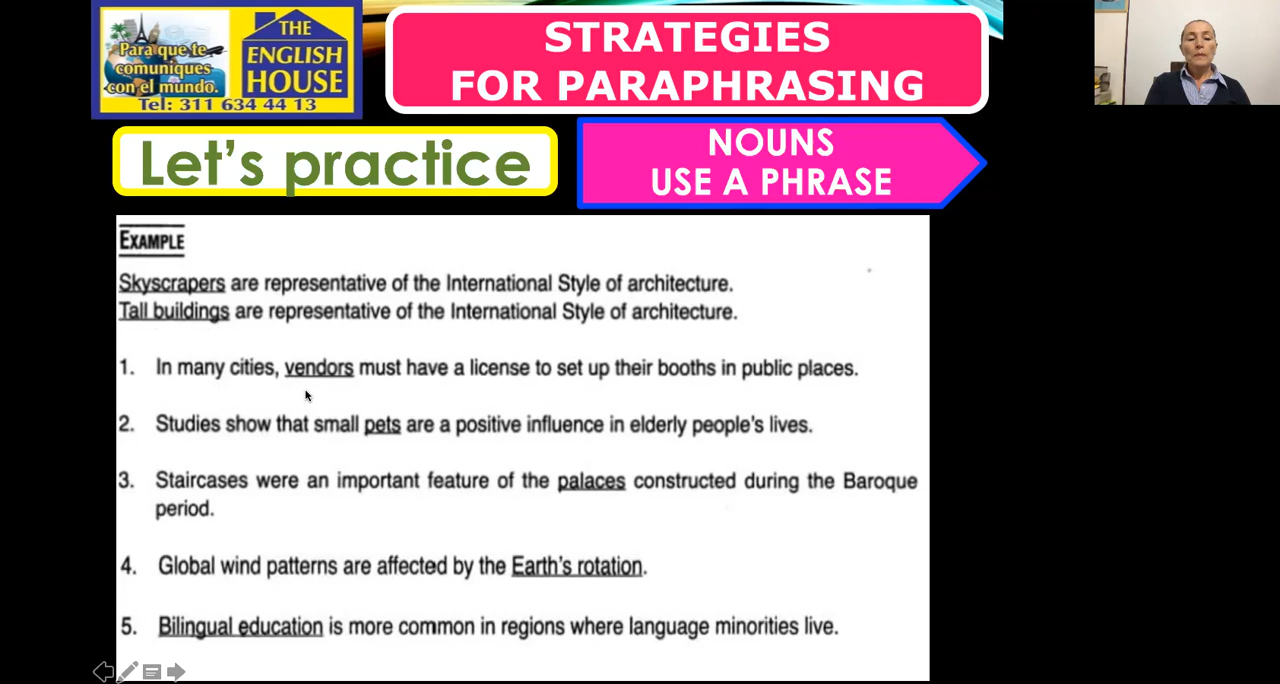 THE
ENGLISH
HOUSE
Para que te
comuniques
con el mundo.
Tel: 311 634 44 13
STRATEGIES
FOR PARAPHRASING
Let's practice
NOUNS
USE A PHRASE
EXAMPLE
Skyscrapers are representative of the International Style of architecture.
Tall buildings are representative of the International Style of architecture.
1. In many cities, vendors must have a license to set up their booths in public places.
2. Studies show that small pets are a positive influence in elderly people's lives.
3. Staircases were an important feature of the palaces constructed during the Baroque
period.
4. Global wind patterns are affected by the Earth's rotation.
5. Bilingual education is more common in regions where language minorities live.